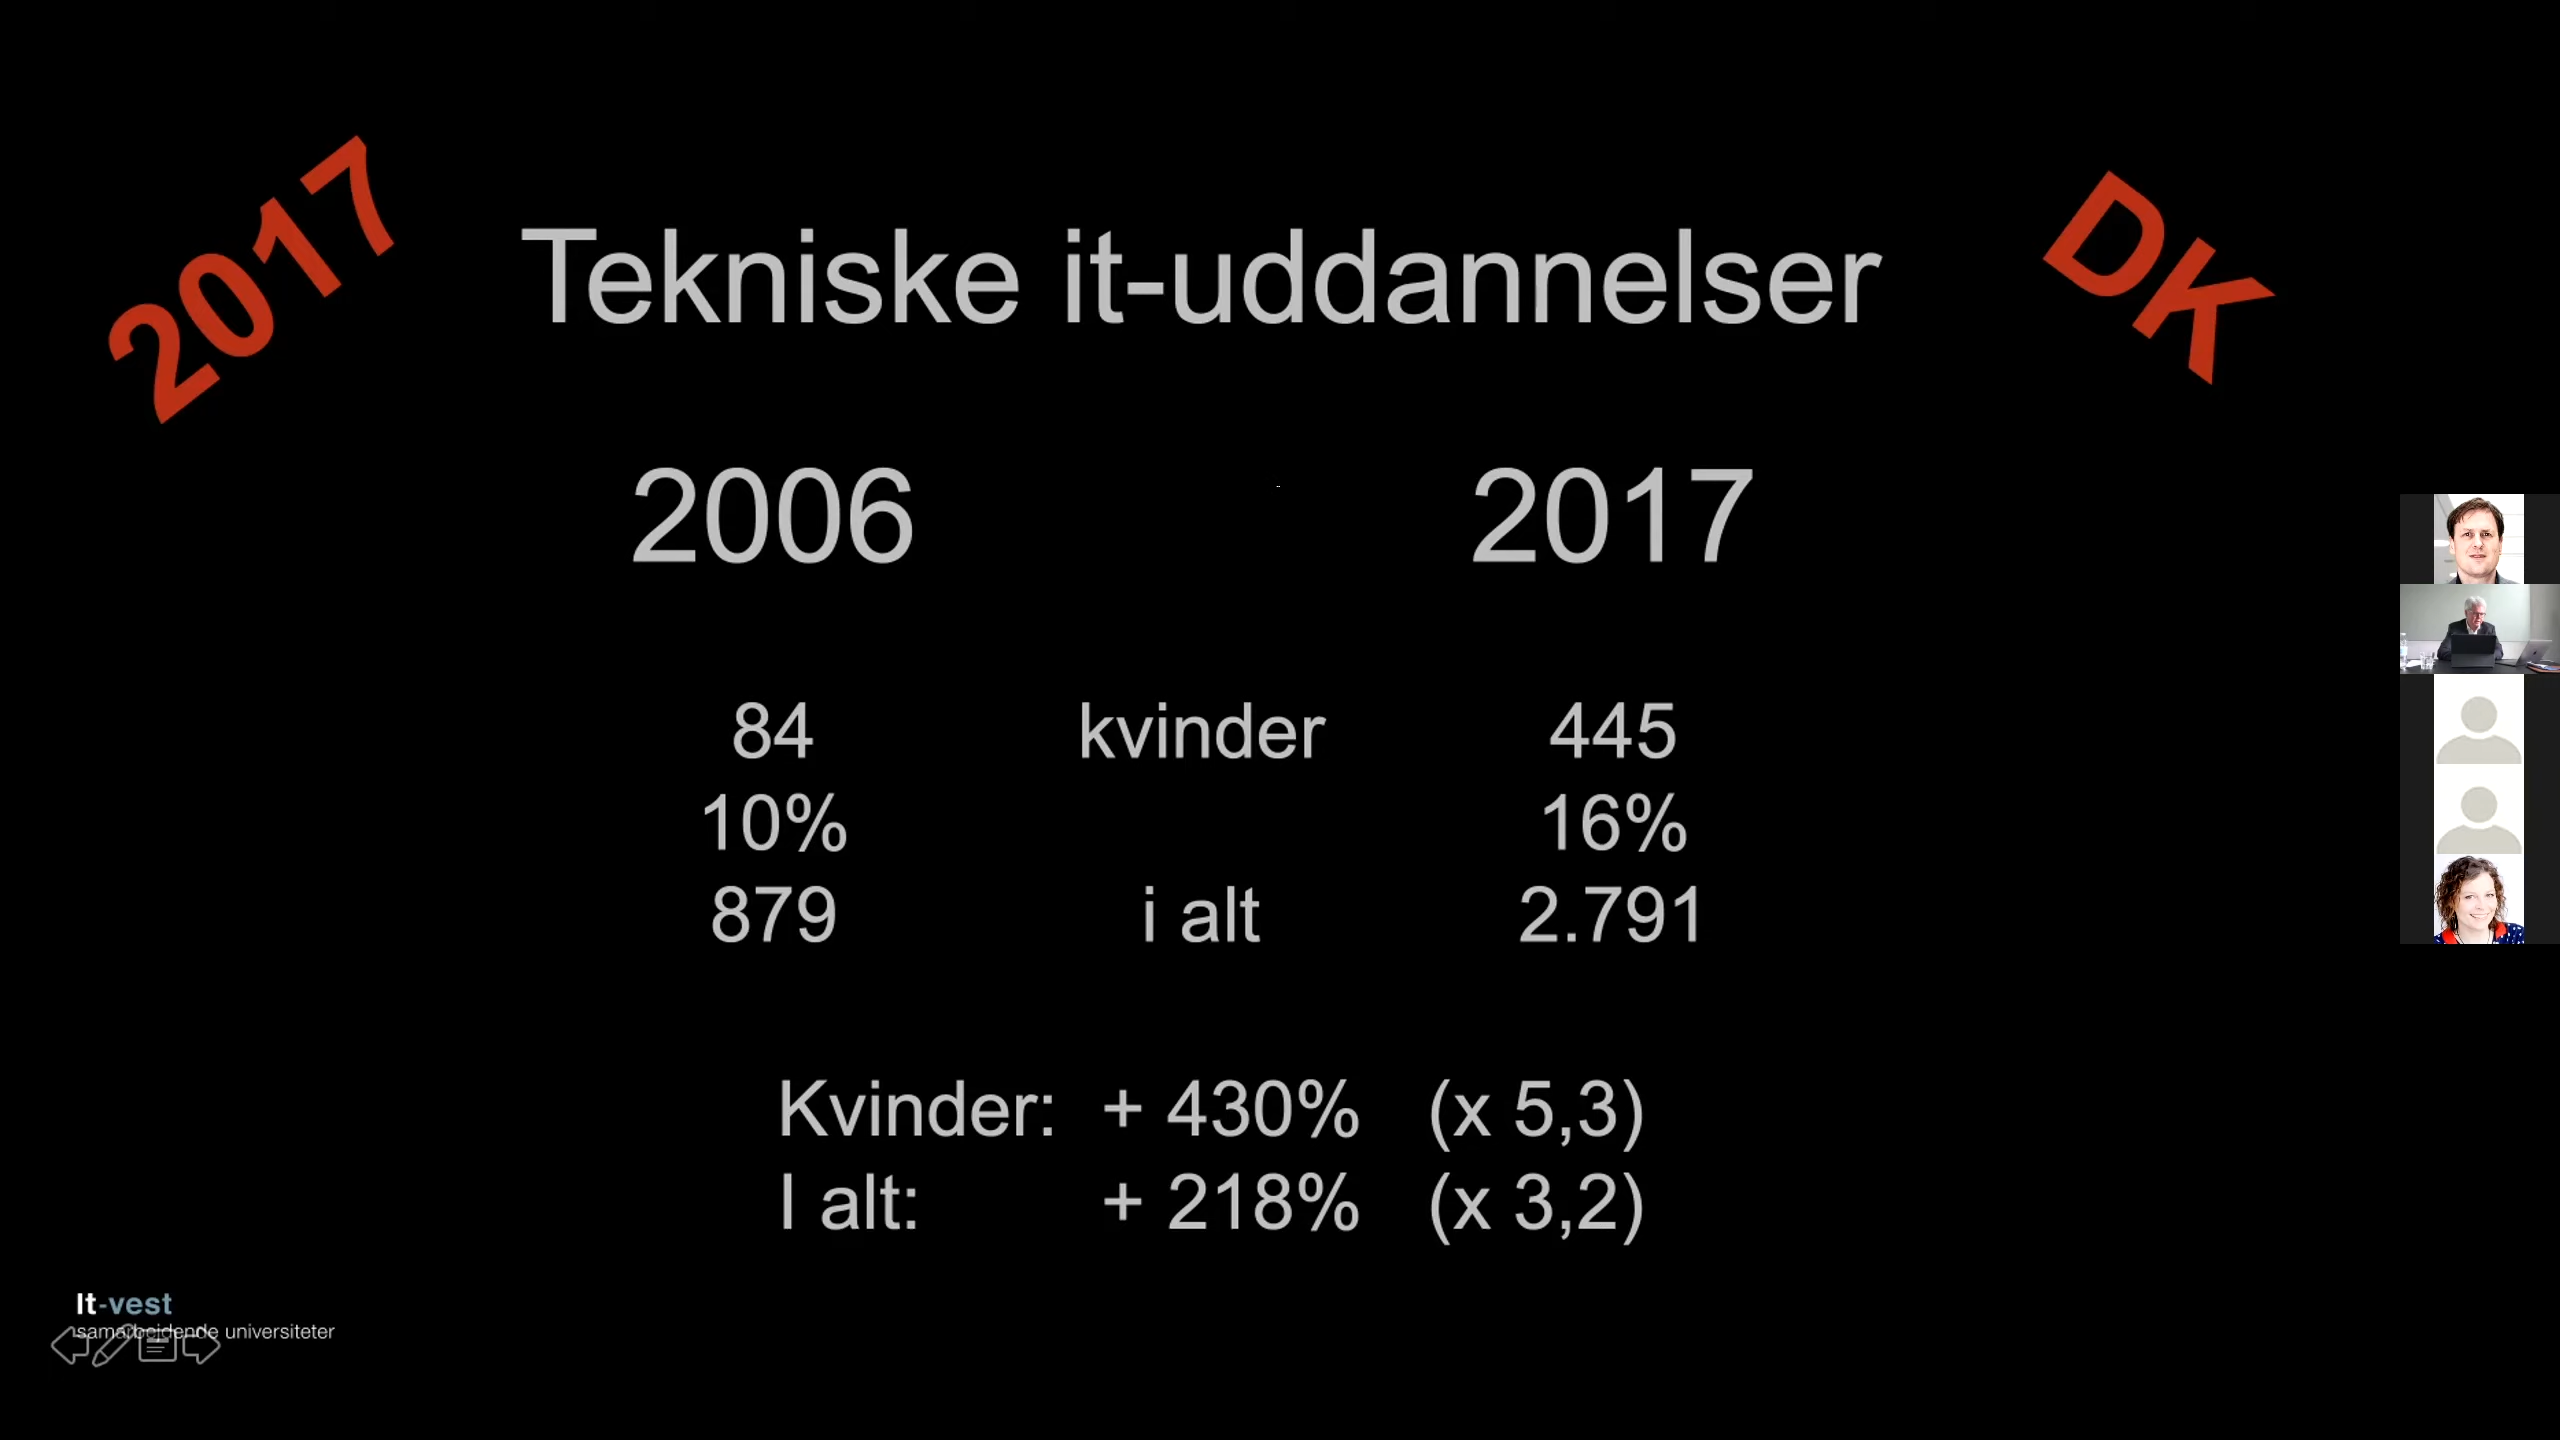 2017
DK
Tekniske it-uddannelser
2006 2017
84 kvinder 445
10% 16%
879 i alt 2.791
Kvinder: + 430% (x 5,3)
I alt: + 218% (x 3,2)
It-vest
samarbejdende universiteter